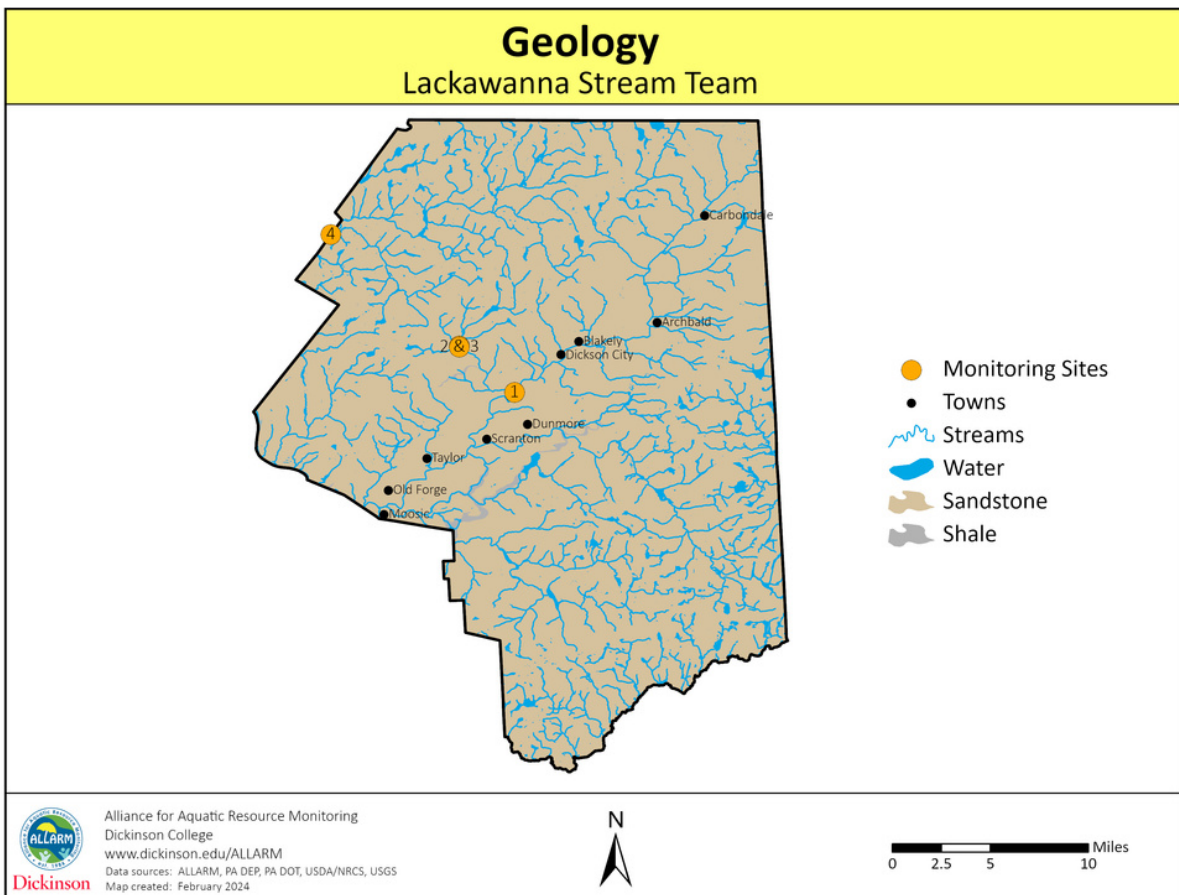 Geology
Lackawanna Stream Team
Carbondale
4
Archbald
2 & 3
Blakely
Dickson City
1
Dunmore
Scranton
Taylor
Old Forge
Moosic
Monitoring Sites
Towns
Streams
Water
Sandstone
Shale
ALLARM
Dickinson
Alliance for Aquatic Resource Monitoring
Dickinson College
www.dickinson.edu/ALLARM
Data sources: ALLARM, PA DEP, PA DOT, USDA/NRCS, USGS
Map created: February 2024
N
Miles
0 2.5 5 10